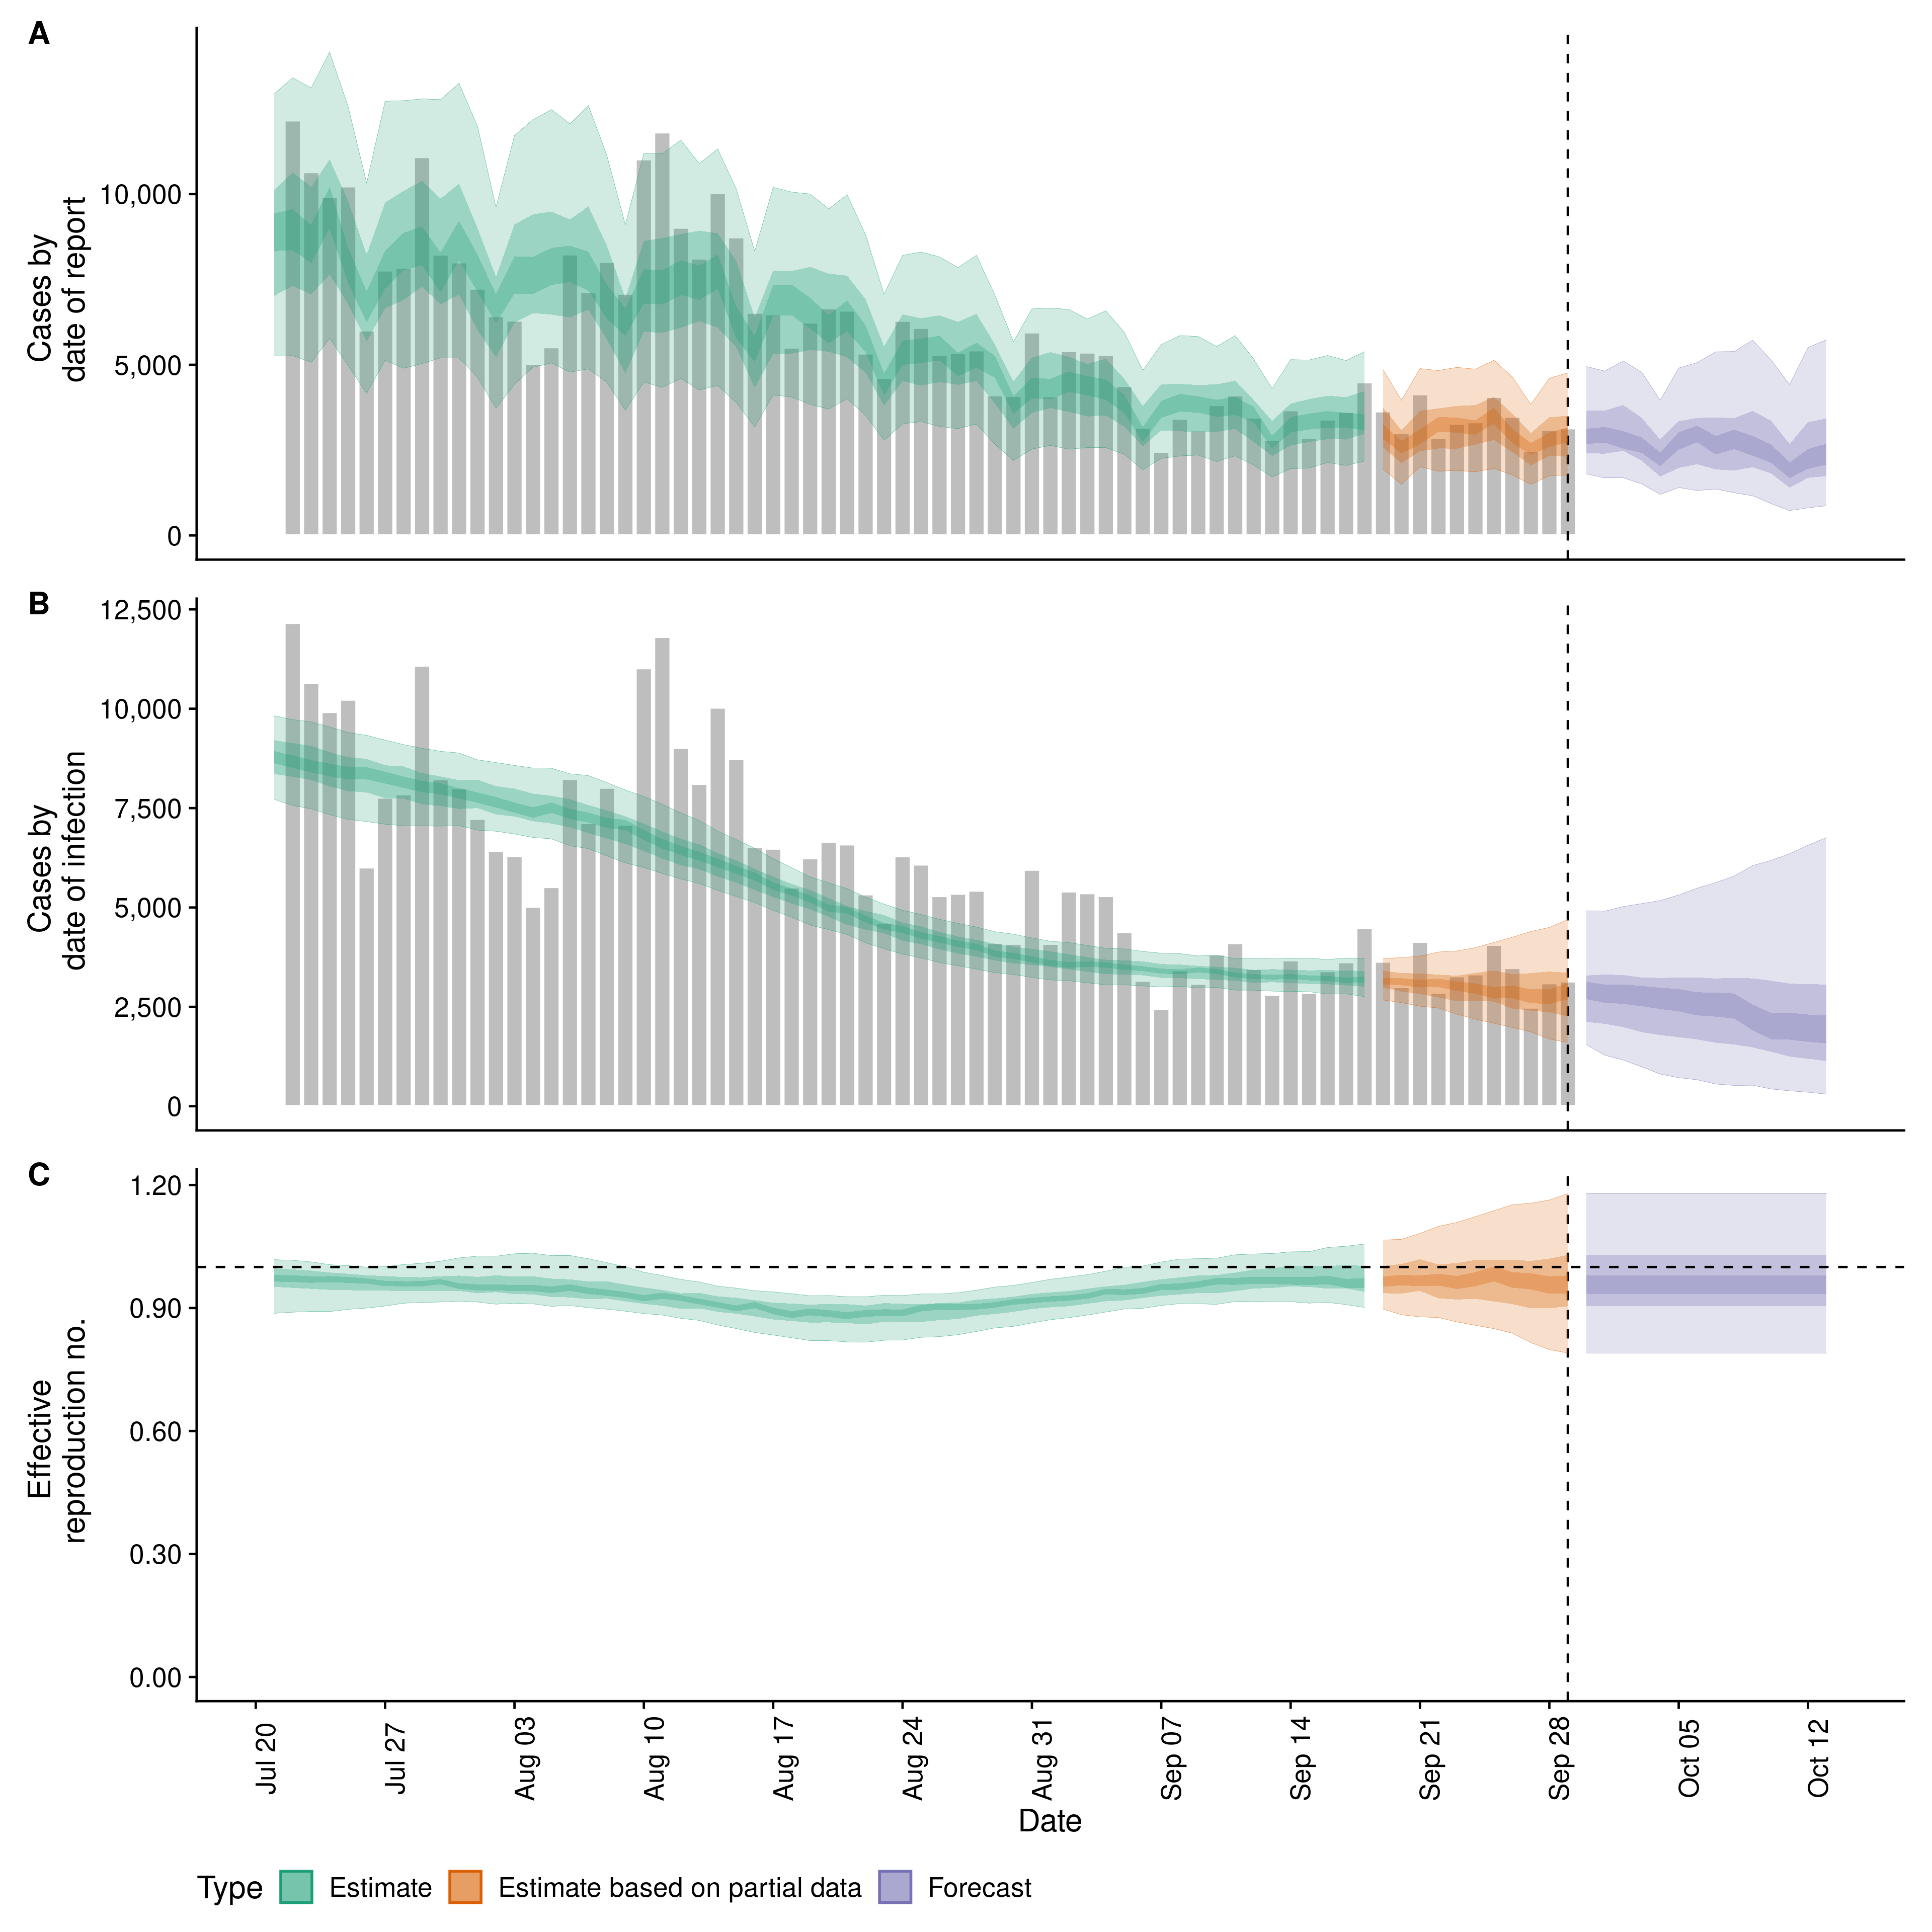 A
Cases by
date of report
10,000
5,000
0
B
Cases by
date of infection
12,500
10,000
7,500
5,000
2,500
0
C
Effective
reproduction no.
1.20
0.90
0.60
0.30
0.00
Jul 20
Jul 27
Aug 03
Aug 10
Aug 17
Aug 24
Aug 31
Sep 07
Sep 14
Sep 21
Sep 28
Oct 05
Oct 12
Date
Type Estimate Estimate based on partial data Forecast